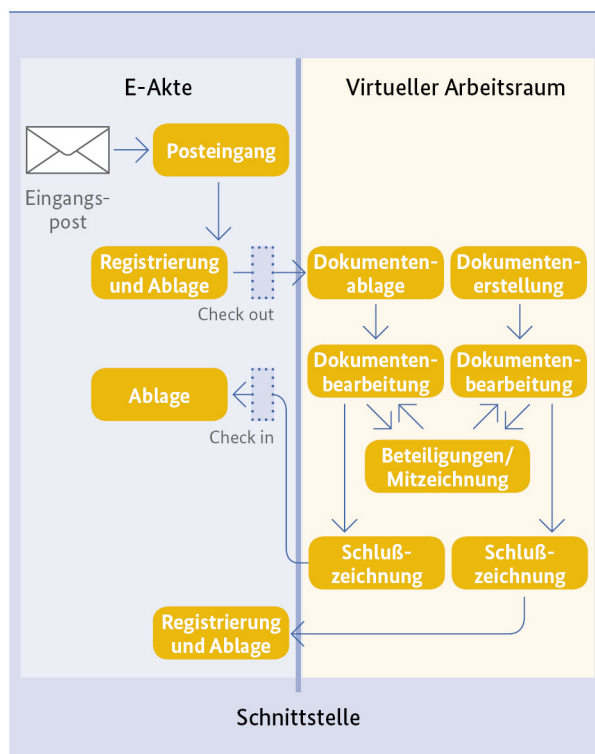 E-Akte
Virtueller Arbeitsraum
Posteingang
Eingangs-
post
Registrierung
und Ablage
Check out
Dokumenten-
ablage
Dokumenten-
erstellung
Ablage
Check in
Dokumenten-
bearbeitung
Dokumenten-
bearbeitung
Beteiligungen/
Mitzeichnung
Schluß-
zeichnung
Schluß-
zeichnung
Registrierung
und Ablage
Schnittstelle